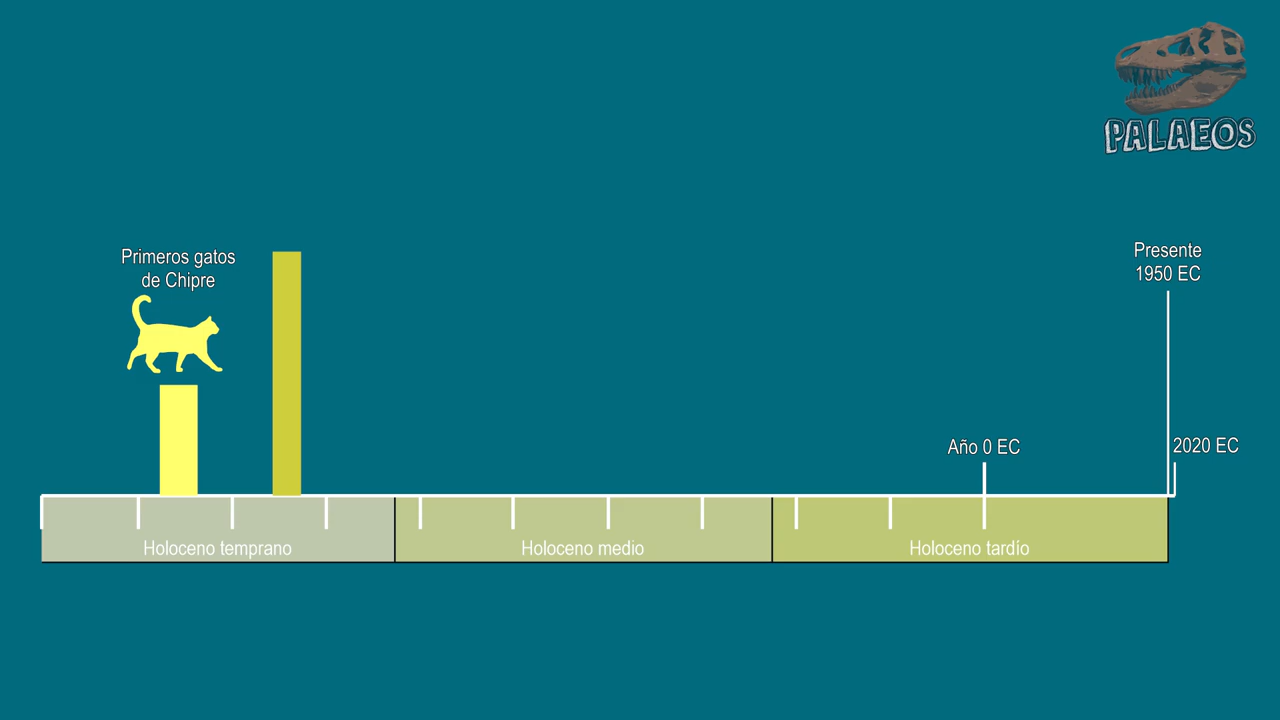 PALAEOS
Primeros gatos
de Chipre
Presente
1950 EC
Año 0 EC
2020 EC
Holoceno temprano
Holoceno medio
Holoceno tardío